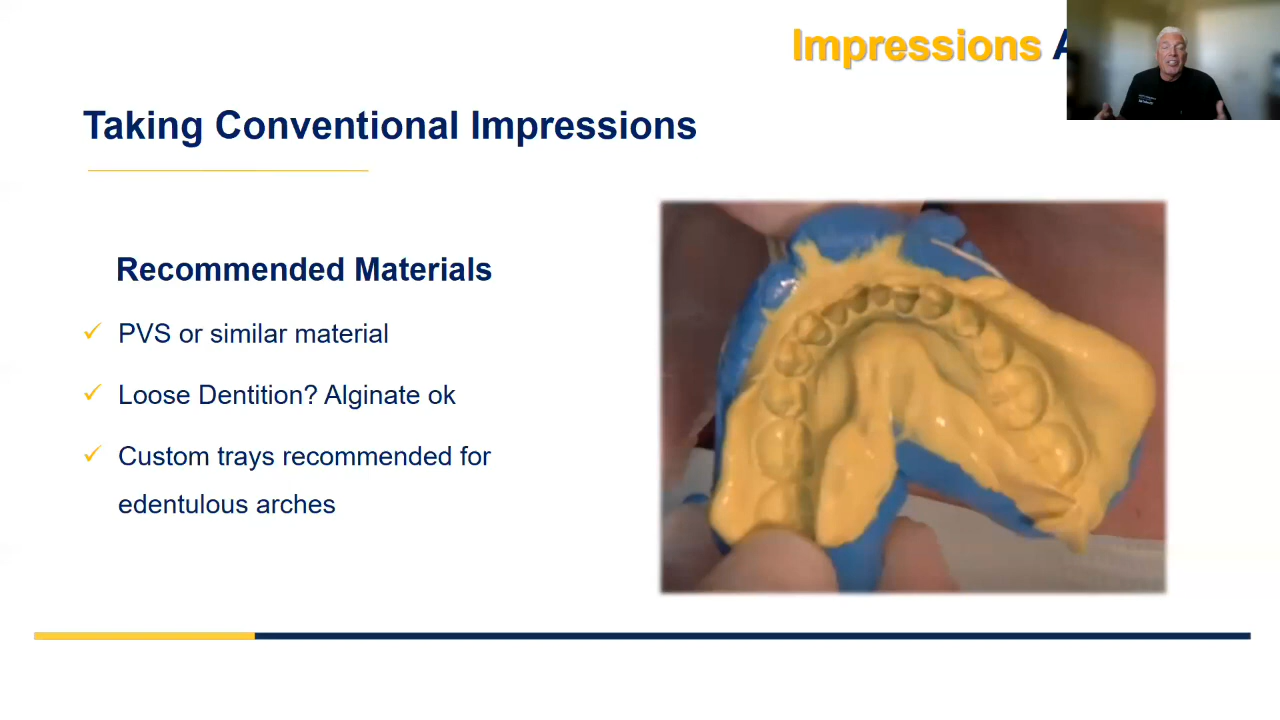 Impressions
Taking Conventional Impressions
Recommended Materials
PVS or similar material
Loose Dentition? Alginate ok
Custom trays recommended for
edentulous arches